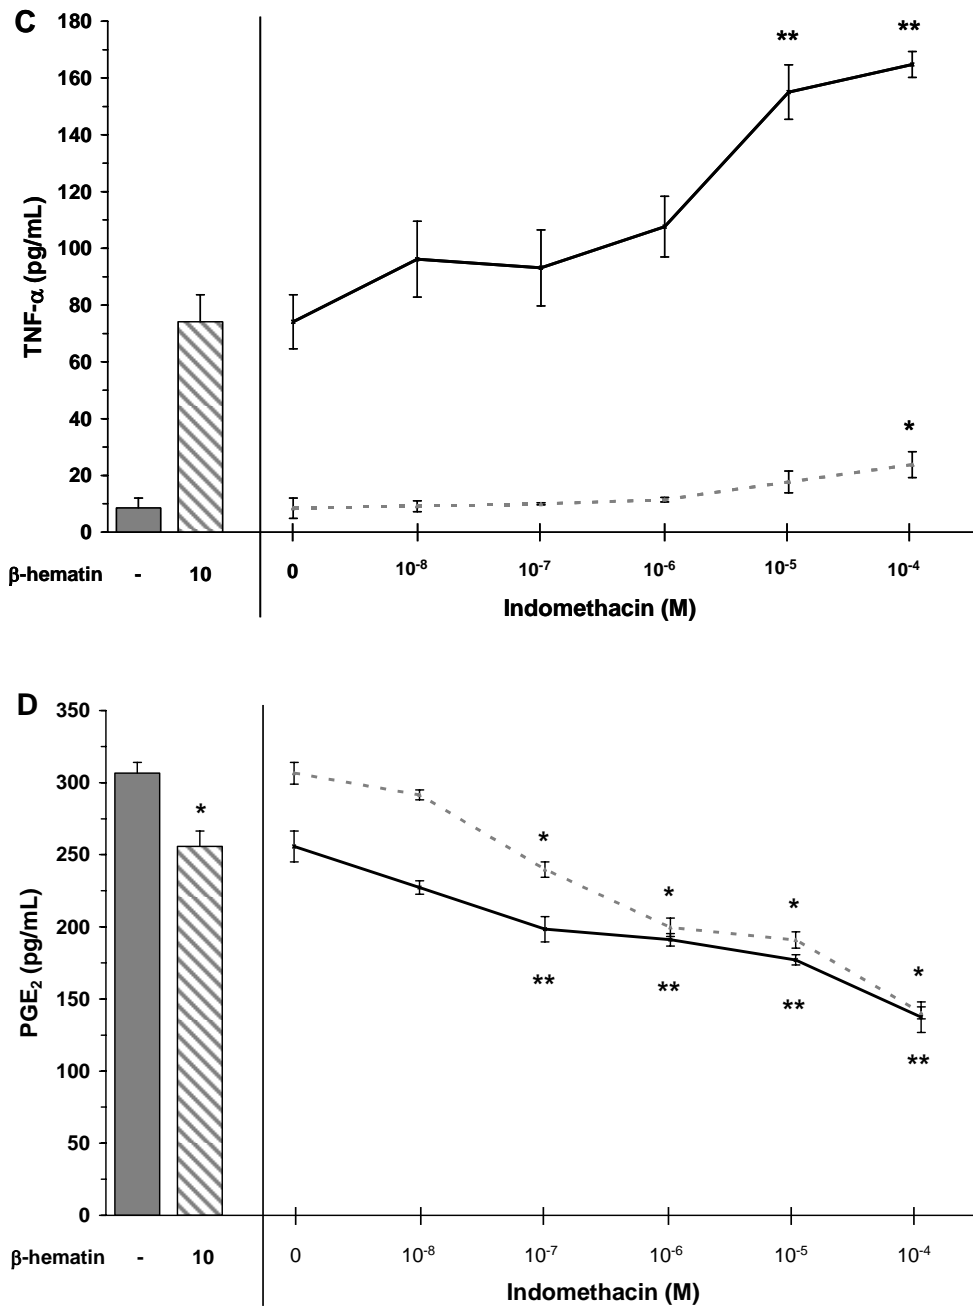 C
180
160
140
120
100
80
60
40
20
0
TNF-α (pg/mL)
** **
*
β-hematin - 10 0 10⁻⁸ 10⁻⁷ 10⁻⁶ 10⁻⁵ 10⁻⁴
Indomethacin (M)
D
350
300
250
200
150
100
50
0
PGE₂ (pg/mL)
*
* * * *
** ** ** **
β-hematin - 10 0 10⁻⁸ 10⁻⁷ 10⁻⁶ 10⁻⁵ 10⁻⁴
Indomethacin (M)